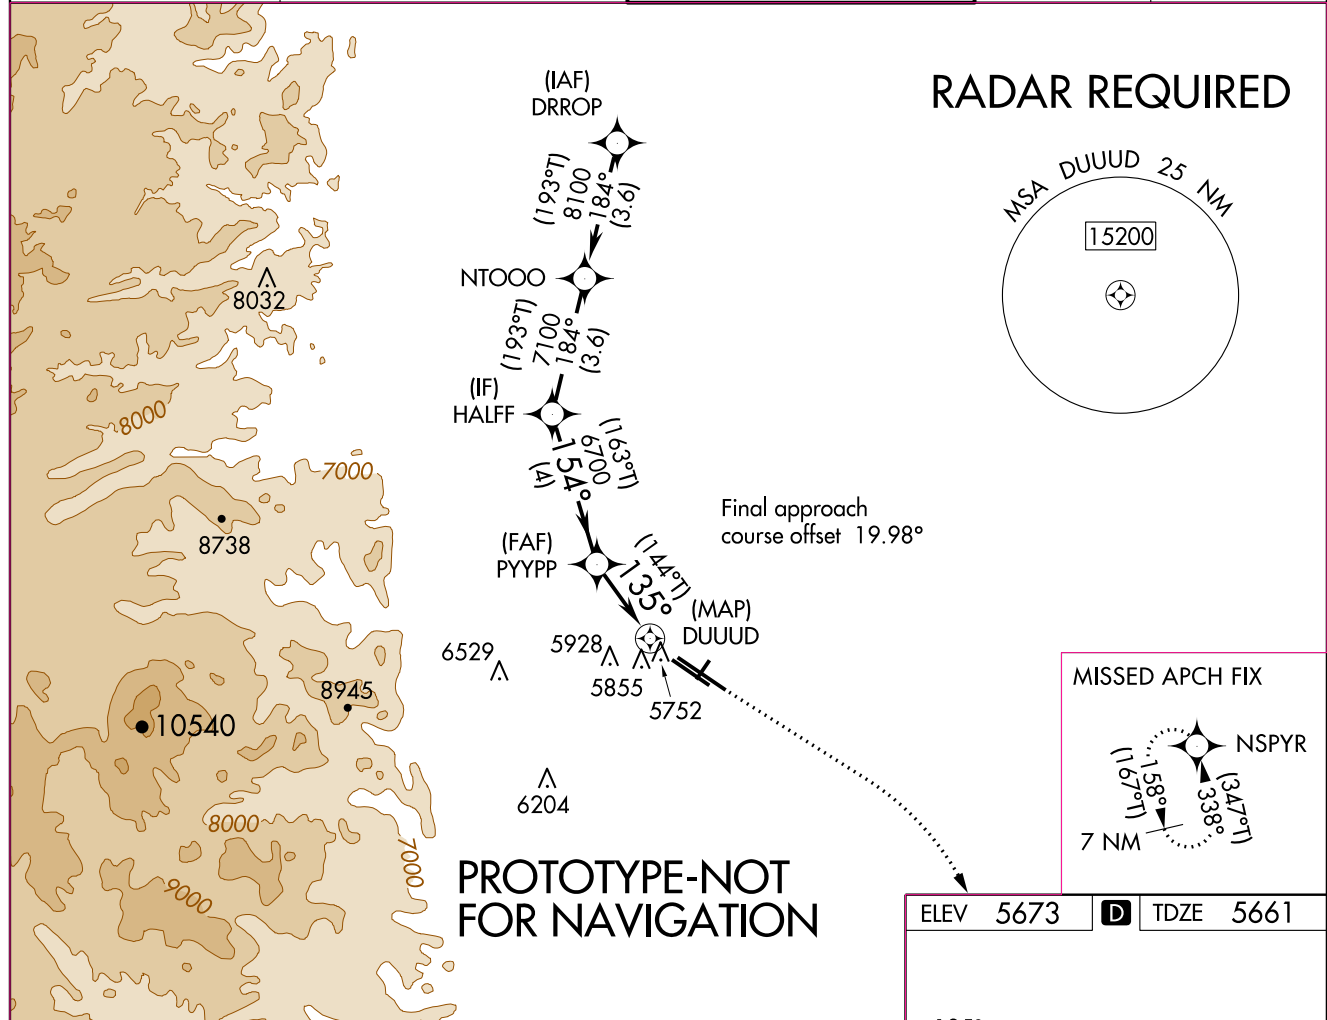 RADAR REQUIRED
MSA DUUUD 25 NM
15200
(IAF)
DRROP
(193°T)
8100
184°
(3.6)
NTOOO
(193°T)
7100
184°
(3.6)
8032
(IF)
HALFF
(163°T)
6700
154°
(4)
8000
7000
8738
Final approach
course offset 19.98°
(FAF)
PYYPP
(144°T)
135°
(MAP)
DUUUD
6529
5928
5855
5752
8945
10540
6204
8000
7000
9000
MISSED APCH FIX
NSPYR
(167°T)
158°
338°
(347°T)
7 NM
PROTOTYPE-NOT
FOR NAVIGATION
ELEV 5673 D TDZE 5661